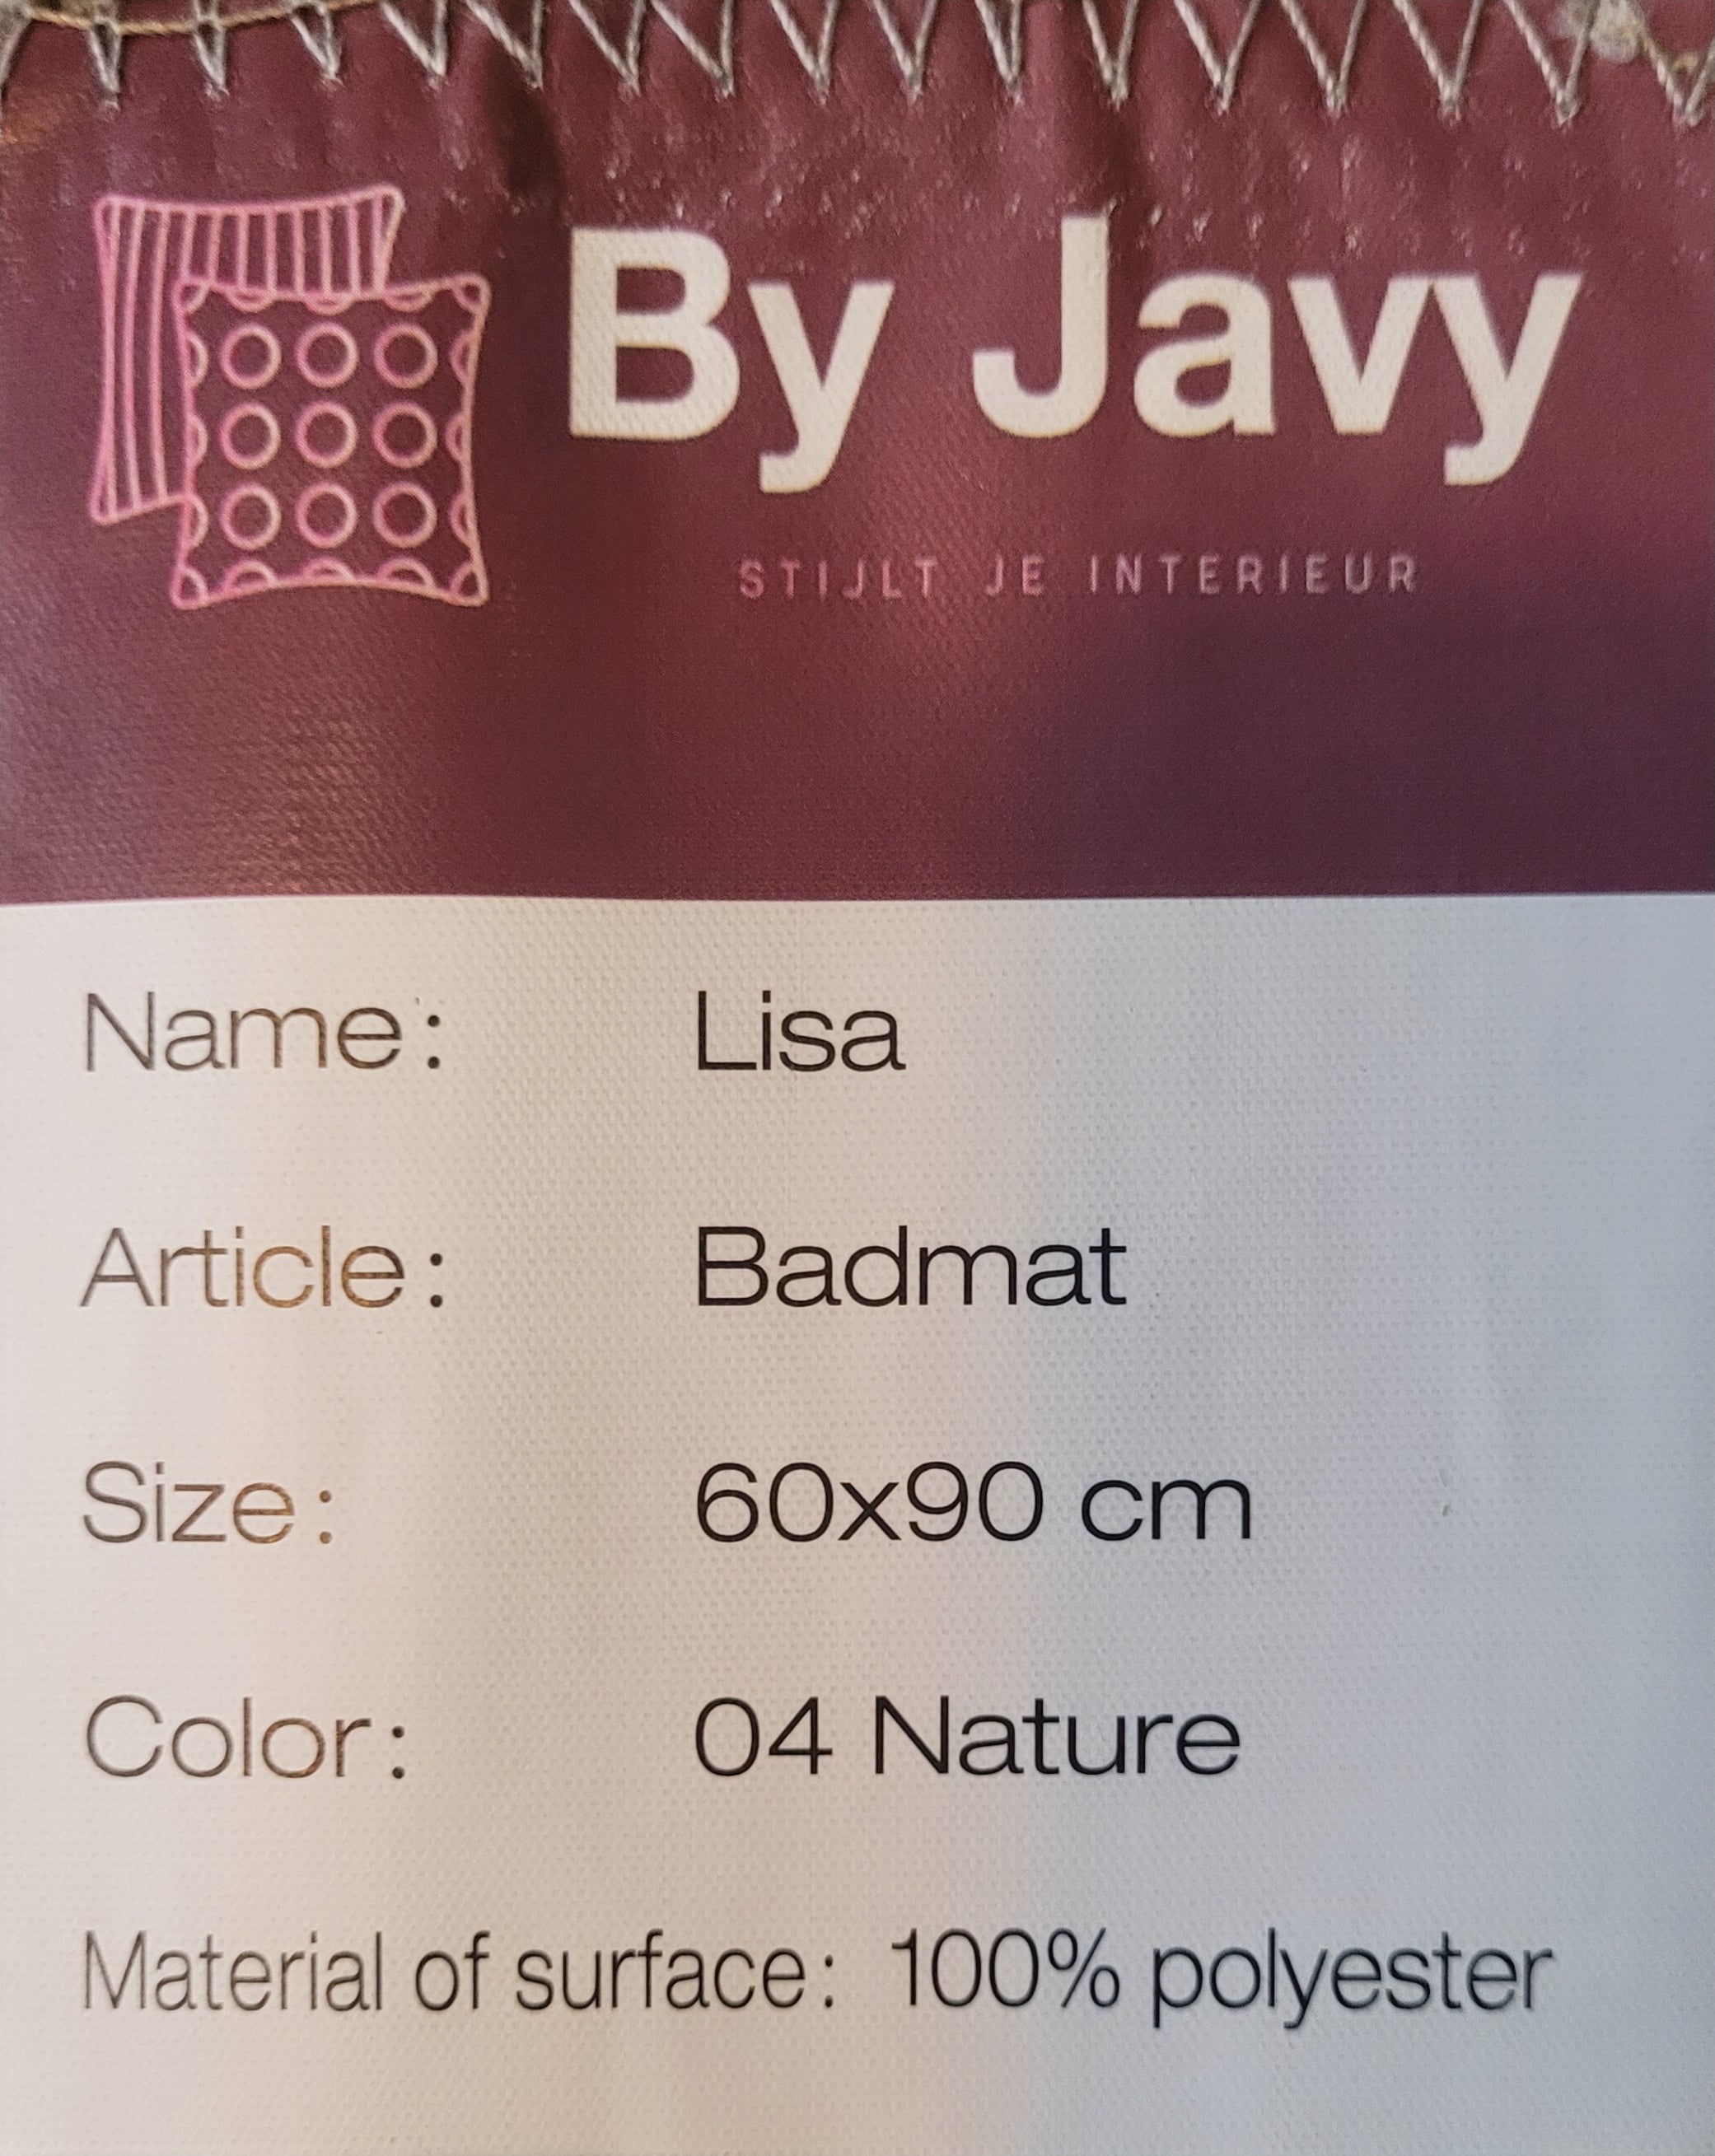 By Javy
STIJLT JE INTERIEUR
Name: Lisa
Article: Badmat
Size: 60x90 cm
Color: 04 Nature
Material of surface: 100% polyester